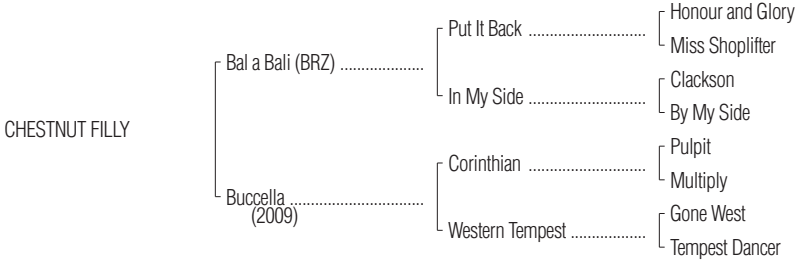 Honour and Glory
Put It Back ............................
Miss Shoplifter
Bal a Bali (BRZ) ....................
Clackson
In My Side ............................
By My Side
CHESTNUT FILLY
Pulpit
Corinthian ............................
Multiply
Buccella ................................
(2009)
Gone West
Western Tempest ..................
Tempest Dancer